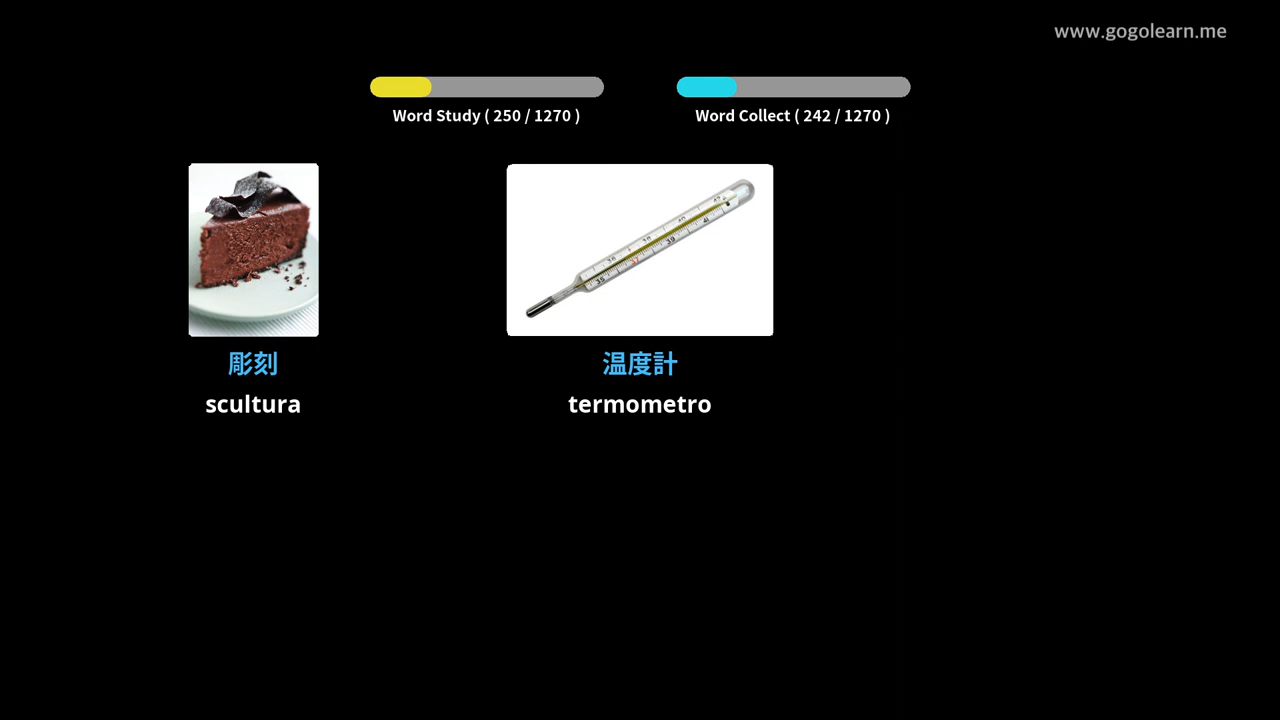 www.gogolearn.me
Word Study ( 250 / 1270 )
Word Collect ( 242 / 1270 )
彫刻
scultura
温度計
termometro